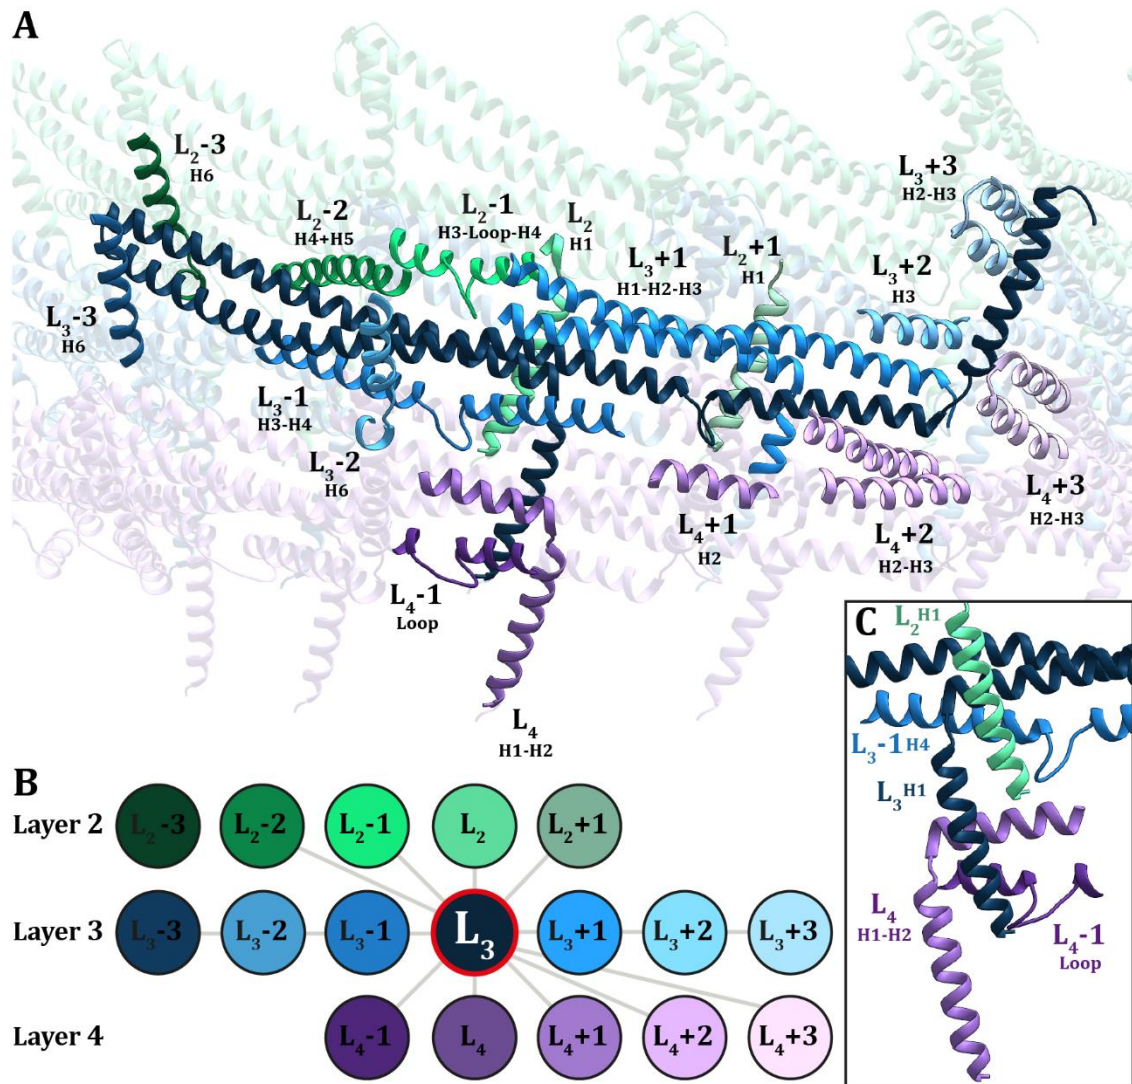 A
L₂-3
H6
L₂-2
H4+H5
L₂-1
H3-Loop-H4
L₂
H1
L₃+1
H1-H2-H3
L₂+1
H1
L₃+2
H3
L₃+3
H2-H3
L₃-3
H6
L₃-1
H3-H4
L₃-2
H6
L₄-1
Loop
L₄
H1-H2
L₄+1
H2
L₄+2
H2-H3
L₄+3
H2-H3
B
Layer 2
L₂-3
L₂-2
L₂-1
L₂
L₂+1
Layer 3
L₃-3
L₃-2
L₃-1
L₃
L₃+1
L₃+2
L₃+3
Layer 4
L₄-1
L₄
L₄+1
L₄+2
L₄+3
C
L₂H1
L₃-1H4
L₃H1
L₄
H1-H2
L₄-1
Loop